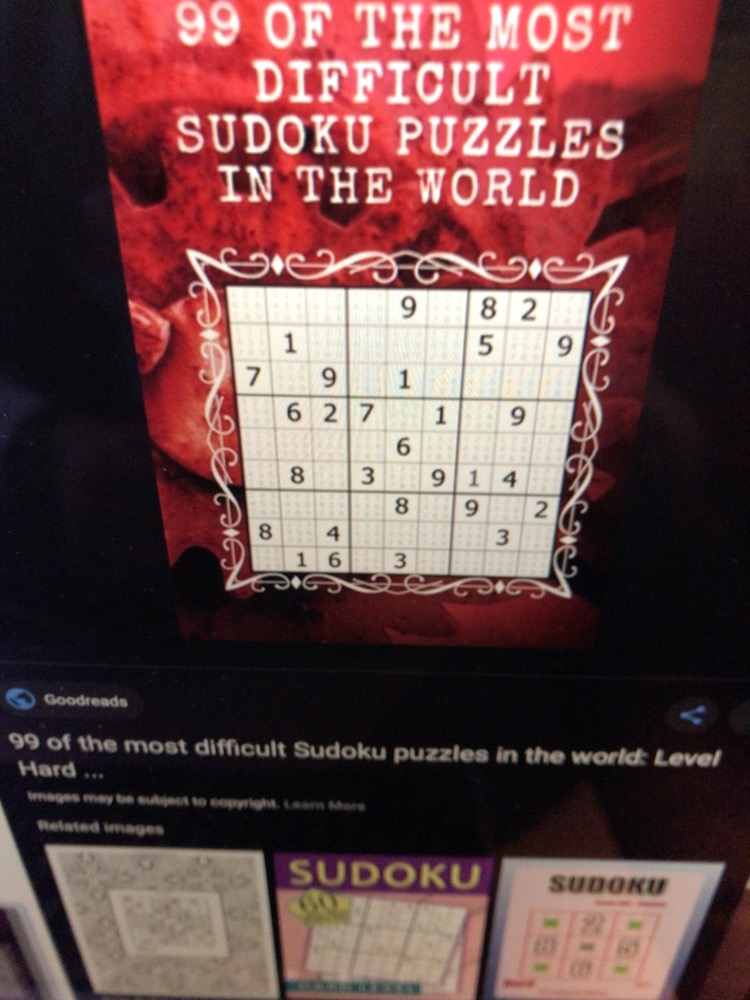 99 OF THE MOST
DIFFICULT
SUDOKU PUZZLES
IN THE WORLD
9 8 2
1 5 9
7 9 1
6 2 7 1 9
6
8 3 9 1 4
8 9 2
8 4 3
1 6 3
Goodreads
99 of the most difficult Sudoku puzzles in the world: Level
Hard ...
Images may be subject to copyright. Learn More
Related images
SUDOKU
60
SUDOKU